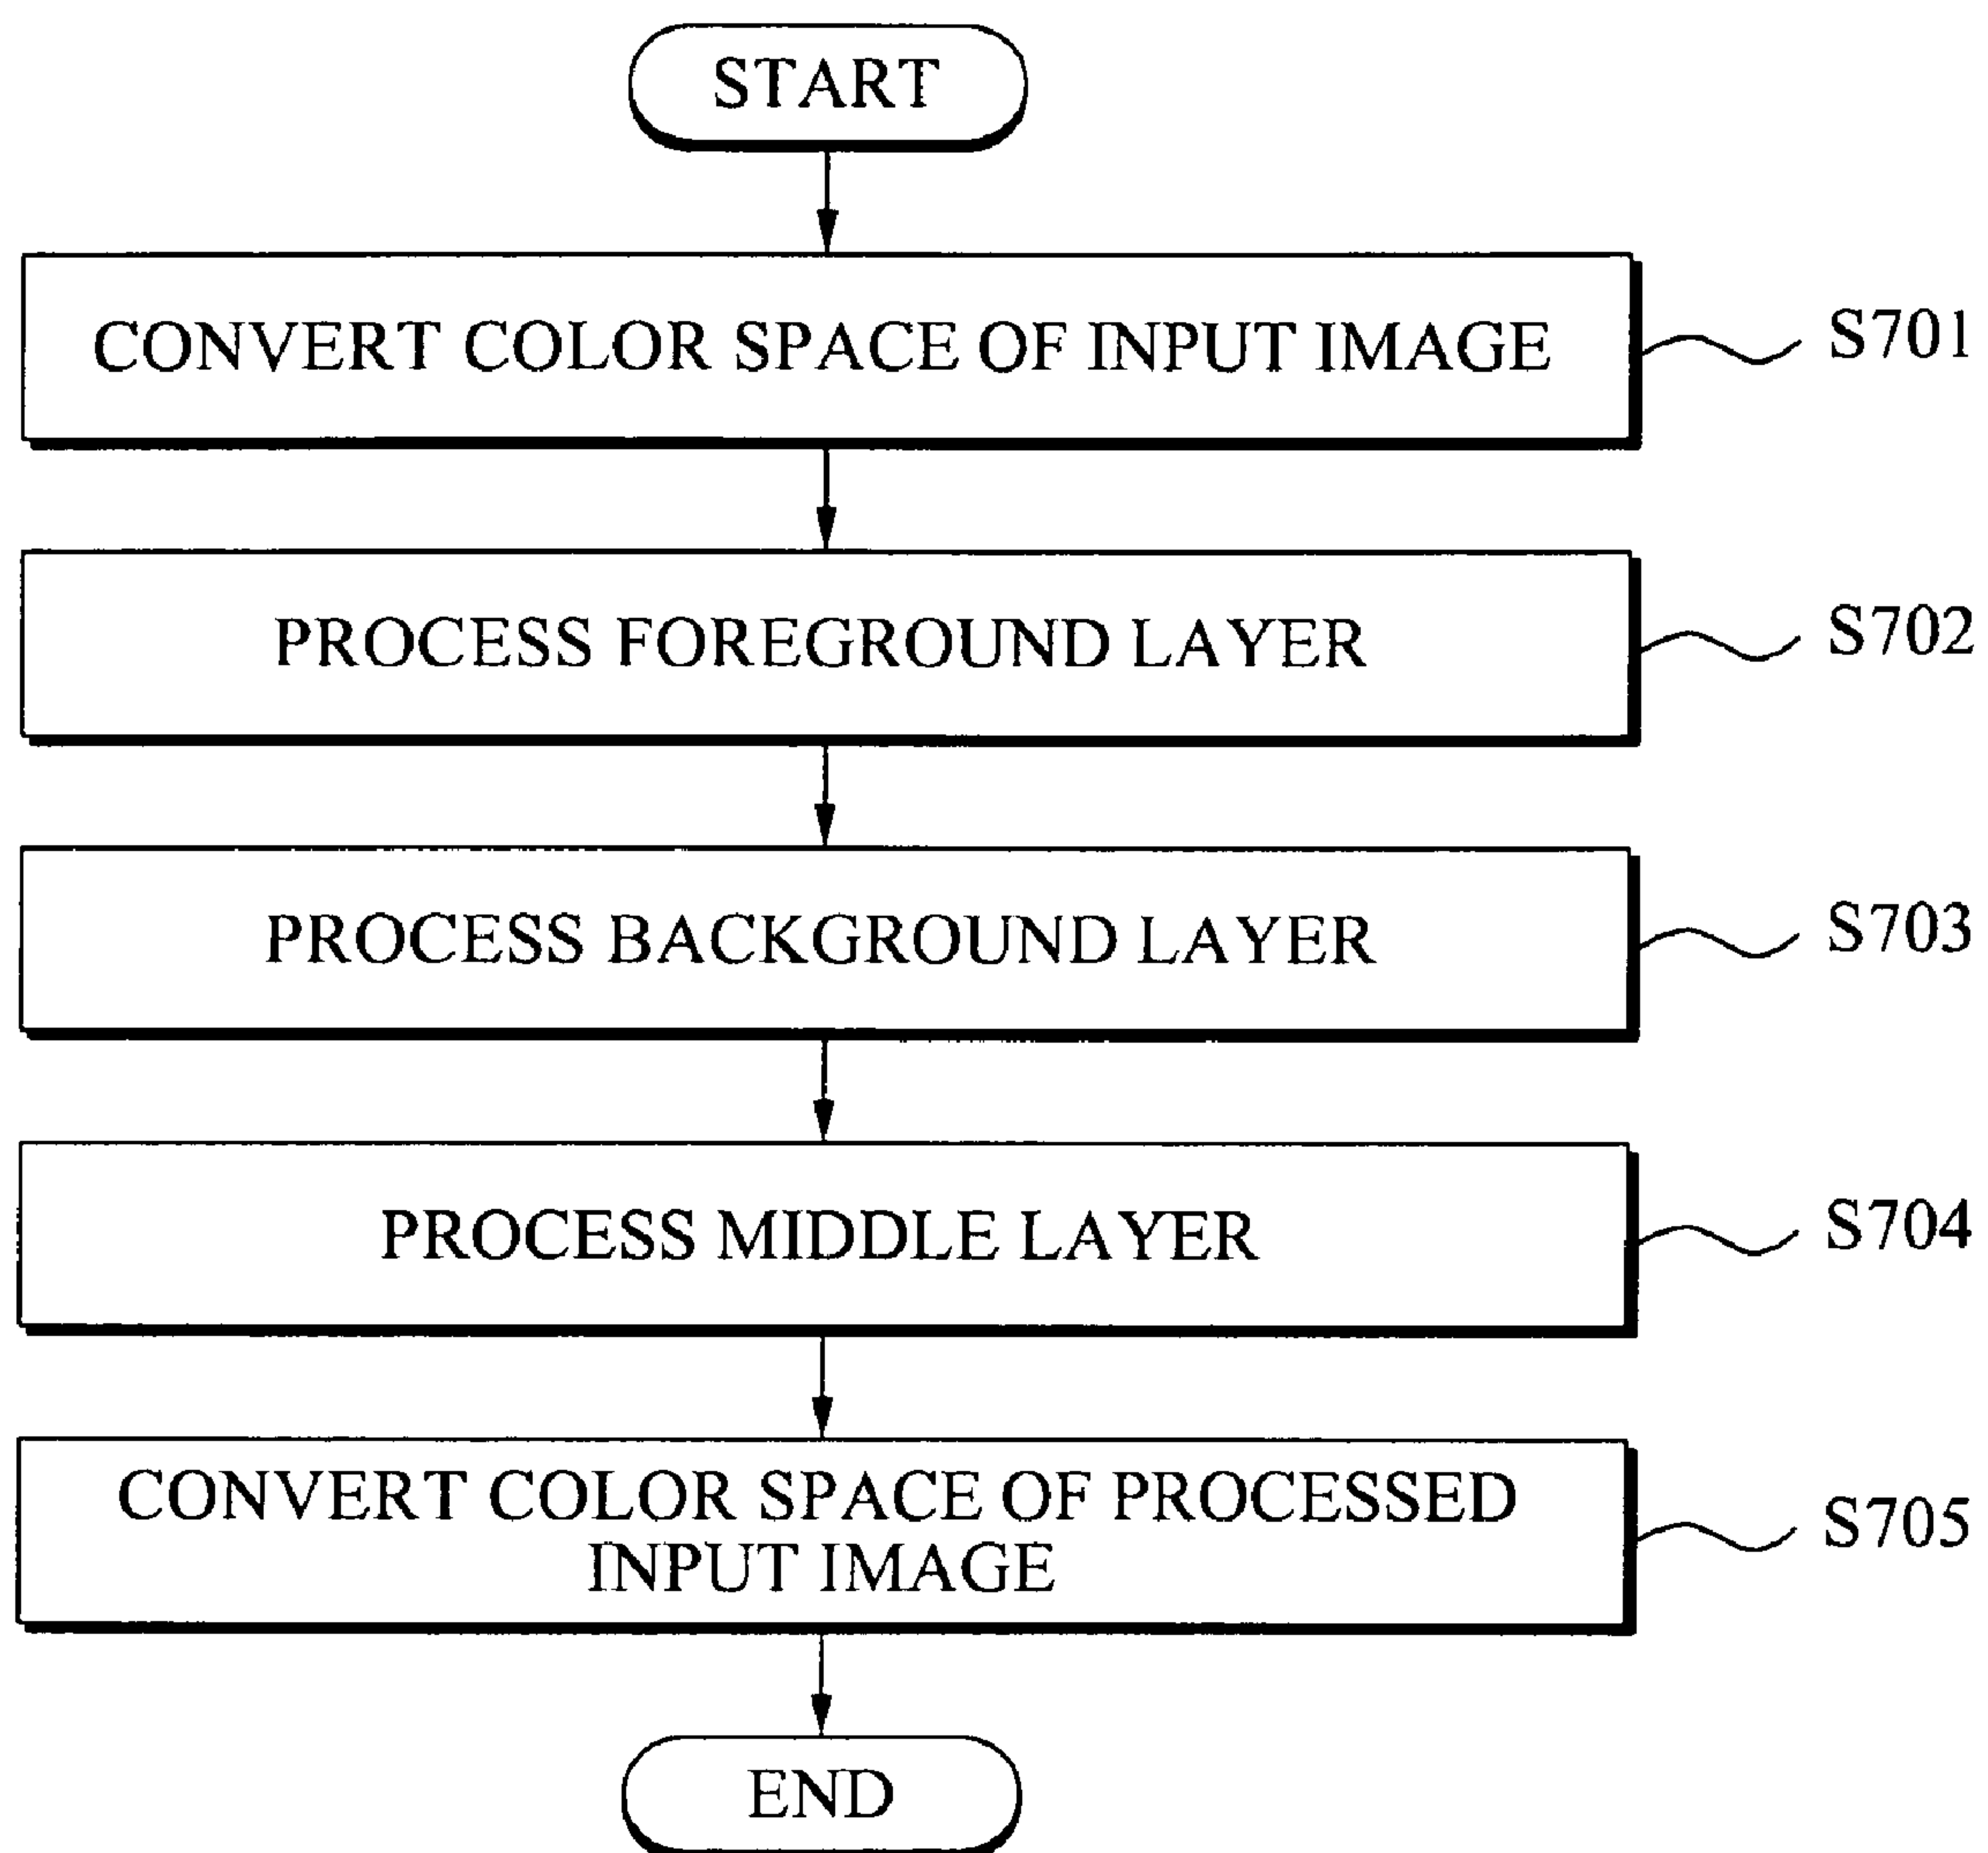 START
CONVERT COLOR SPACE OF INPUT IMAGE
S701
PROCESS FOREGROUND LAYER
S702
PROCESS BACKGROUND LAYER
S703
PROCESS MIDDLE LAYER
S704
CONVERT COLOR SPACE OF PROCESSED
INPUT IMAGE
S705
END